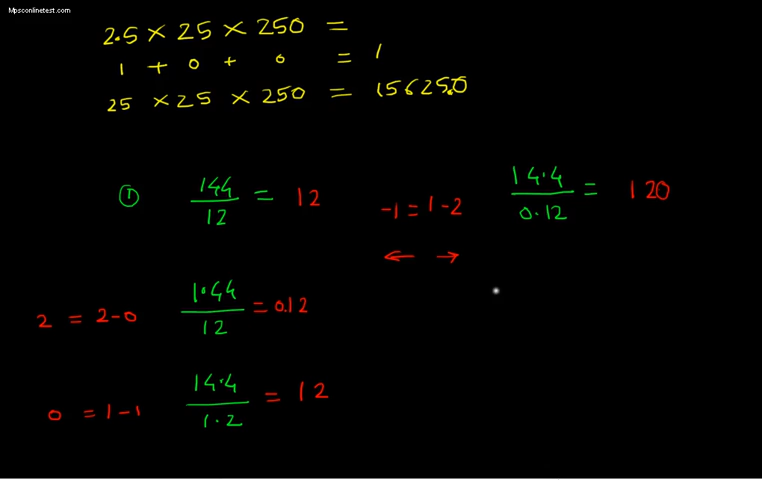 Mpsconlinetest.com
2.5 × 25 × 250 =
1 + 0 + 0 = 1
25 × 25 × 250 = 15625.0
① 144/12 = 12
-1 = 1-2
14.4/0.12 = 120
← →
2 = 2-0 1.44/12 = 0.12
0 = 1-1 14.4/1.2 = 12